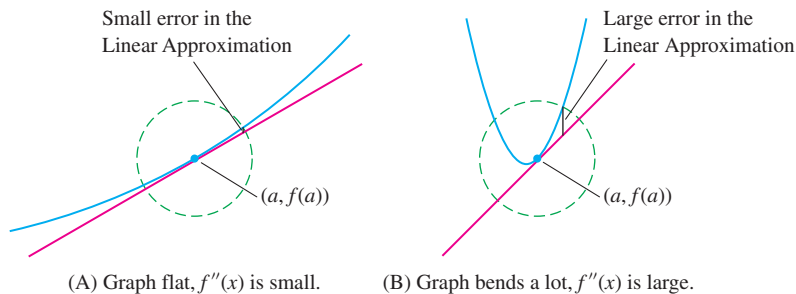 Small error in the
Linear Approximation
(a, f(a))
(A) Graph flat, f″(x) is small.
Large error in the
Linear Approximation
(a, f(a))
(B) Graph bends a lot, f″(x) is large.